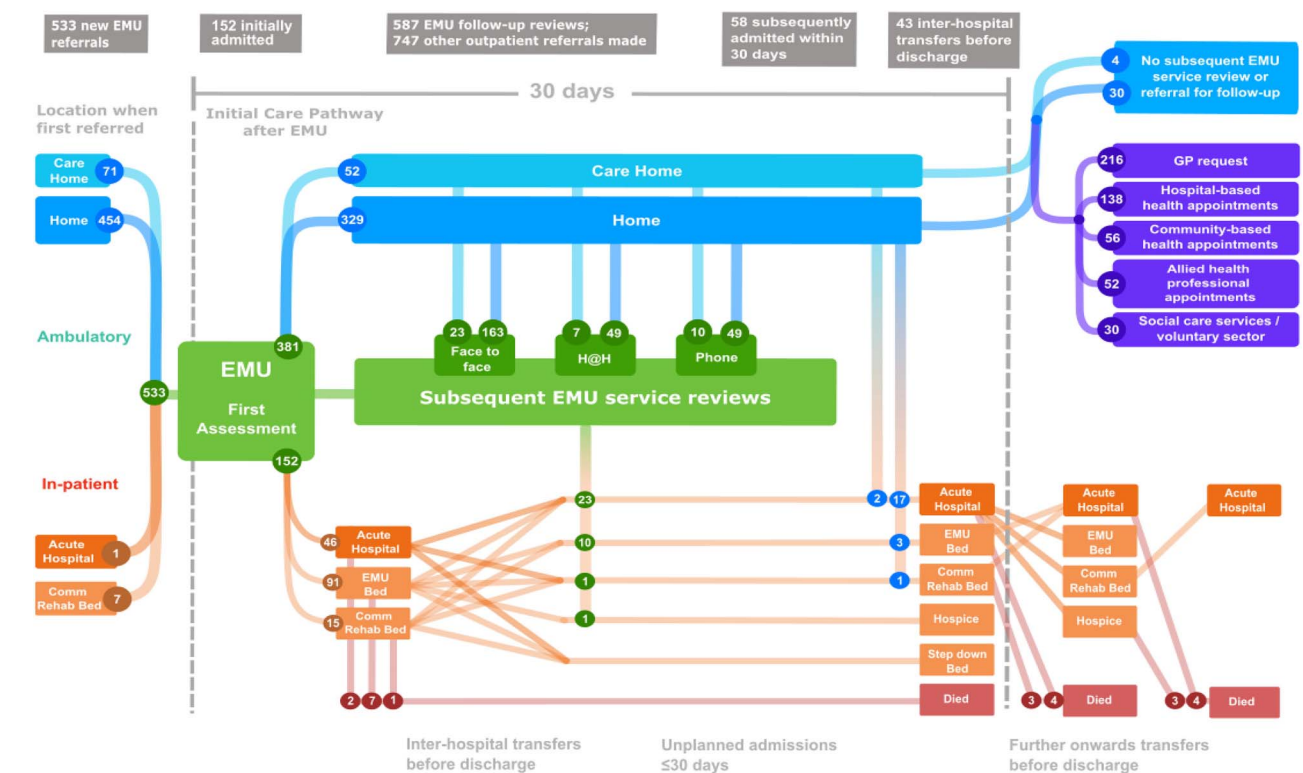 533 new EMU
referrals
152 initially
admitted
587 EMU follow-up reviews;
747 other outpatient referrals made
58 subsequently
admitted within
30 days
43 inter-hospital
transfers before
discharge
30 days
Location when
first referred
Initial Care Pathway
after EMU
4
30
No subsequent EMU
service review or
referral for follow-up
Care
Home
71
Home
454
52
Care Home
329
Home
216
GP request
138
Hospital-based
health appointments
56
Community-based
health appointments
52
Allied health
professional
appointments
30
Social care services /
voluntary sector
Ambulatory
533
381
EMU
First
Assessment
152
23
163
Face to
face
7
49
H@H
10
49
Phone
Subsequent EMU service reviews
In-patient
Acute
Hospital
1
Comm
Rehab Bed
7
46
Acute
Hospital
91
EMU
Bed
15
Comm
Rehab Bed
23
10
1
1
2
17
3
1
Acute
Hospital
EMU
Bed
Comm
Rehab Bed
Hospice
Step down
Bed
2
7
1
Died
Acute
Hospital
EMU
Bed
Comm
Rehab Bed
Hospice
3
4
Died
Acute
Hospital
3
4
Died
Inter-hospital transfers
before discharge
Unplanned admissions
≤30 days
Further onwards transfers
before discharge